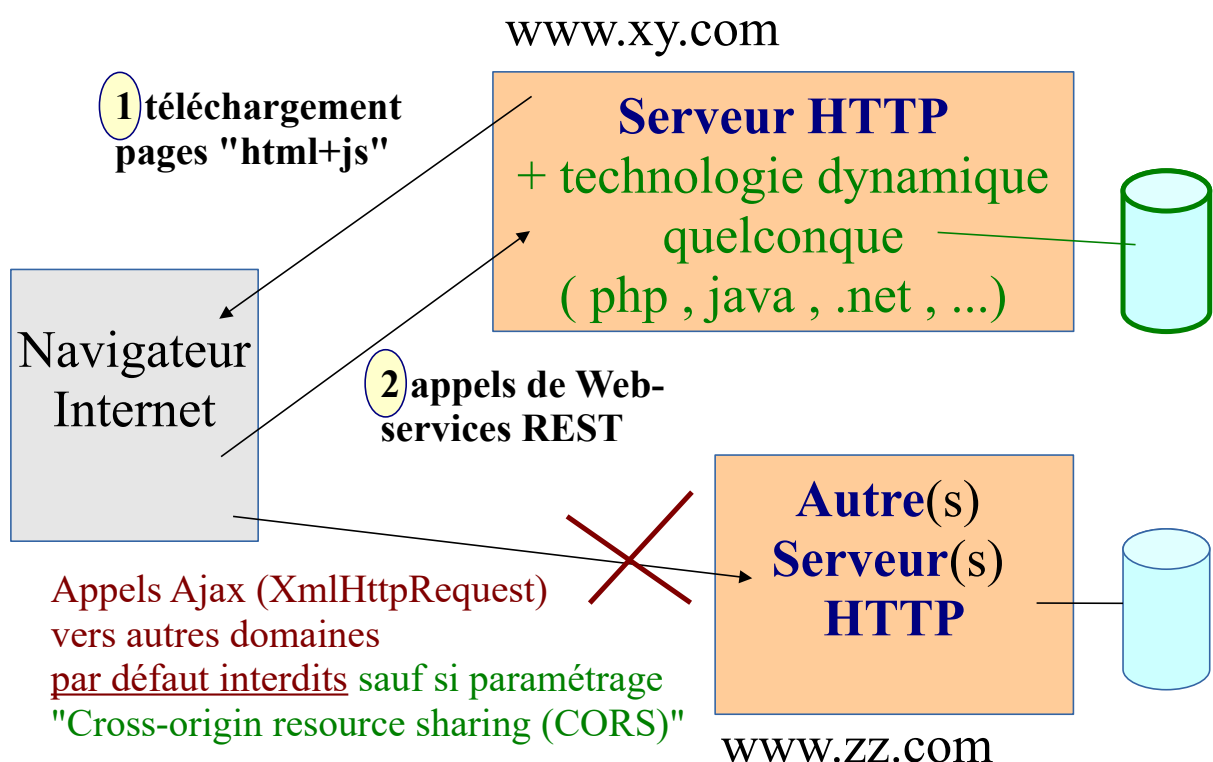 www.xy.com
1 téléchargement
pages "html+js"
Serveur HTTP
+ technologie dynamique
quelconque
( php , java , .net , ...)
Navigateur
Internet
2 appels de Web-
services REST
Autre(s)
Serveur(s)
HTTP
Appels Ajax (XmlHttpRequest)
vers autres domaines
par défaut interdits sauf si paramétrage
"Cross-origin resource sharing (CORS)"
www.zz.com